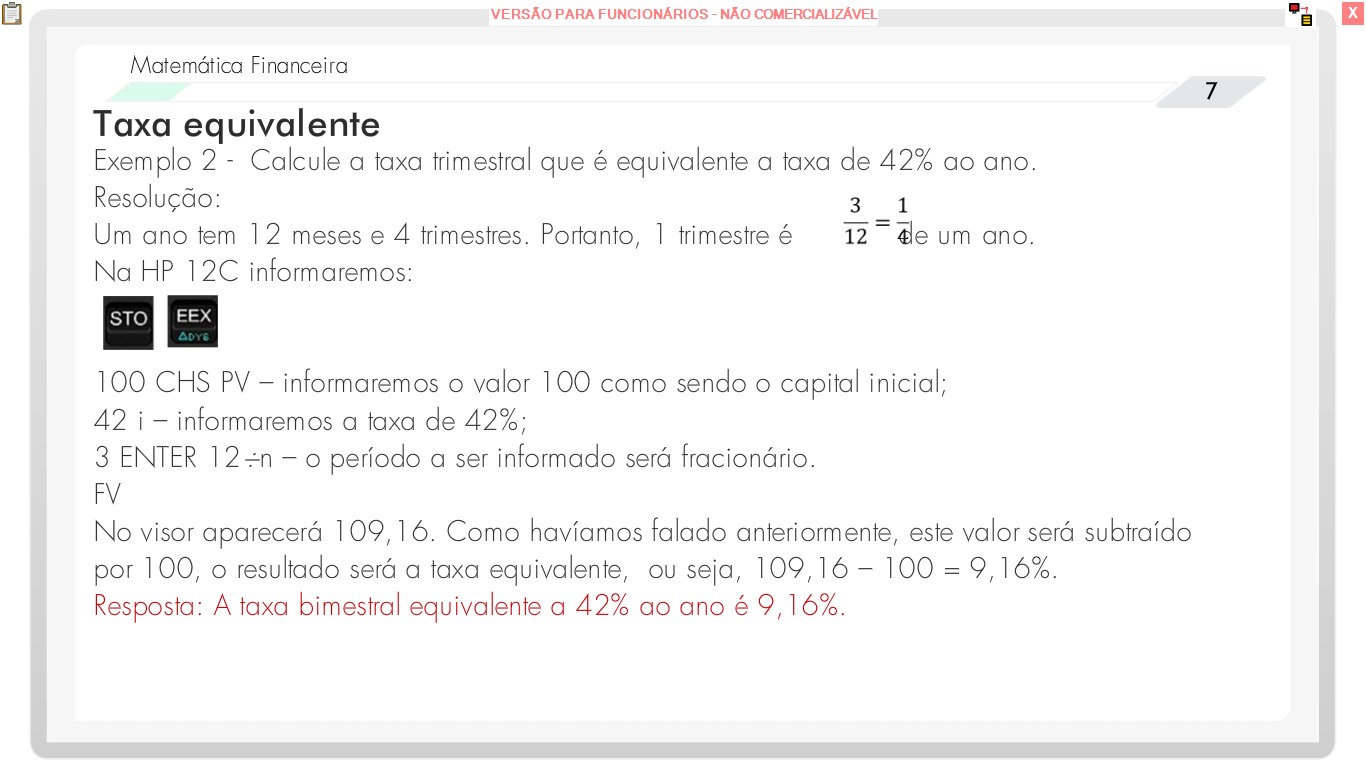 VERSÃO PARA FUNCIONÁRIOS - NÃO COMERCIALIZÁVEL
X
Matemática Financeira
7
Taxa equivalente
Exemplo 2 -  Calcule a taxa trimestral que é equivalente a taxa de 42% ao ano.
Resolução:
Um ano tem 12 meses e 4 trimestres. Portanto, 1 trimestre é 3/12 = 1/4 de um ano.
Na HP 12C informaremos:
STO EEX
ΔDYS
100 CHS PV – informaremos o valor 100 como sendo o capital inicial;
42 i – informaremos a taxa de 42%;
3 ENTER 12÷n – o período a ser informado será fracionário.
FV
No visor aparecerá 109,16. Como havíamos falado anteriormente, este valor será subtraído
por 100, o resultado será a taxa equivalente,  ou seja, 109,16 – 100 = 9,16%.
Resposta: A taxa bimestral equivalente a 42% ao ano é 9,16%.